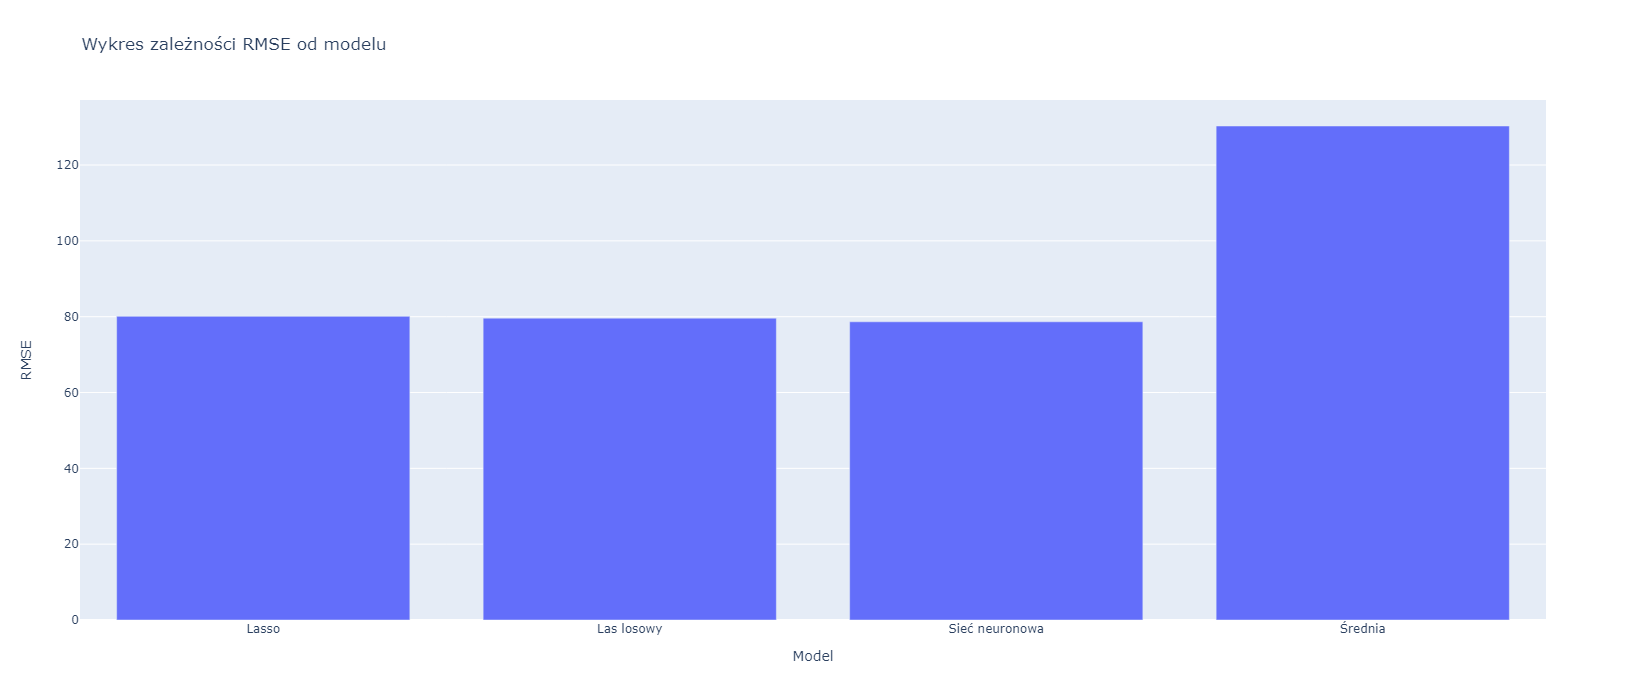 Wykres zależności RMSE od modelu
120
100
80
60
40
20
0
RMSE
Lasso
Las losowy
Sieć neuronowa
Średnia
Model